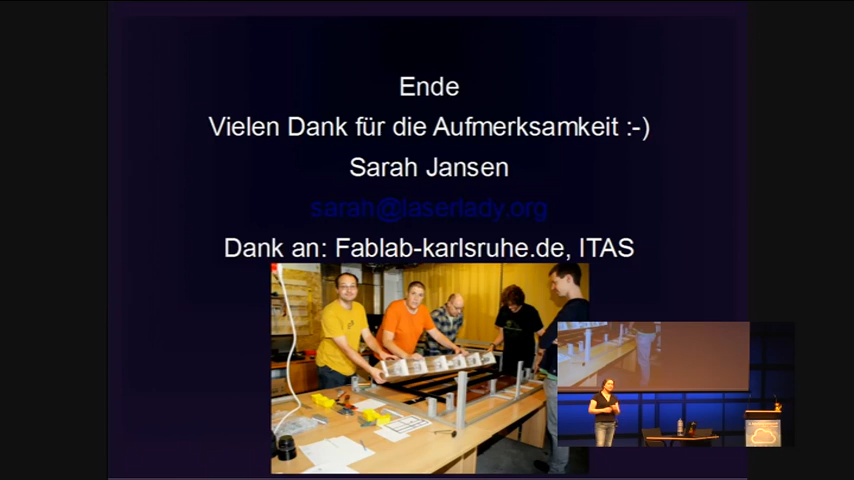 Ende
Vielen Dank für die Aufmerksamkeit :-)
Sarah Jansen
sarah@laserlady.org
Dank an: Fablab-karlsruhe.de, ITAS